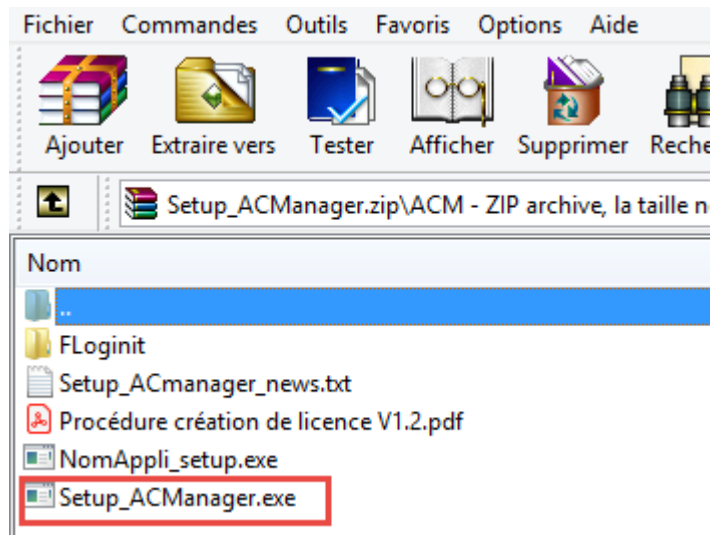 Fichier Commandes Outils Favoris Options Aide
Ajouter Extraire vers Tester Afficher Supprimer Reche
Setup_ACManager.zip\ACM - ZIP archive, la taille n
Nom
..
FLoginit
Setup_ACmanager_news.txt
Procédure création de licence V1.2.pdf
NomAppli_setup.exe
Setup_ACManager.exe